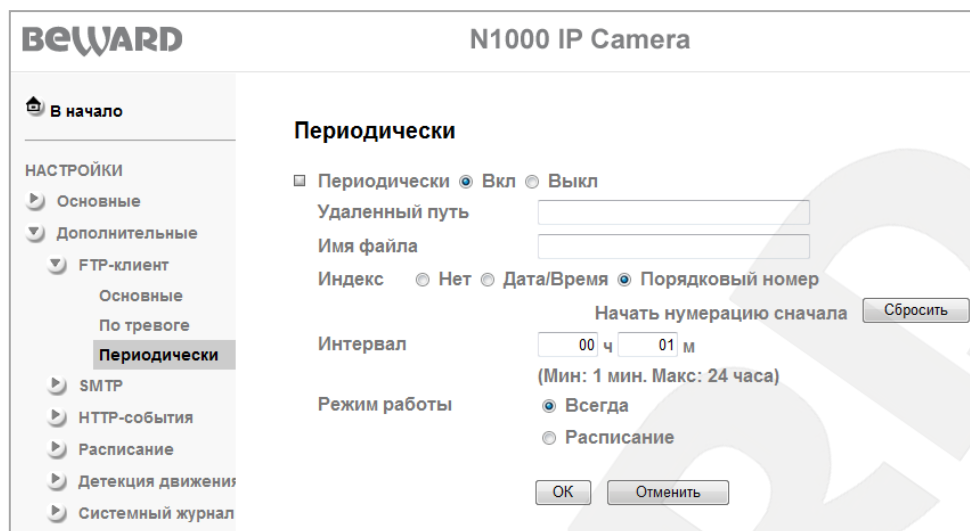 BEWARD
N1000 IP Camera
В начало
НАСТРОЙКИ
Основные
Дополнительные
FTP-клиент
Основные
По тревоге
Периодически
SMTP
HTTP-события
Расписание
Детекция движения
Системный журнал
Периодически
Периодически Вкл Выкл
Удаленный путь
Имя файла
Индекс Нет Дата/Время Порядковый номер
Начать нумерацию сначала Сбросить
Интервал 00 ч 01 м
(Мин: 1 мин. Макс: 24 часа)
Режим работы Всегда
Расписание
OK Отменить